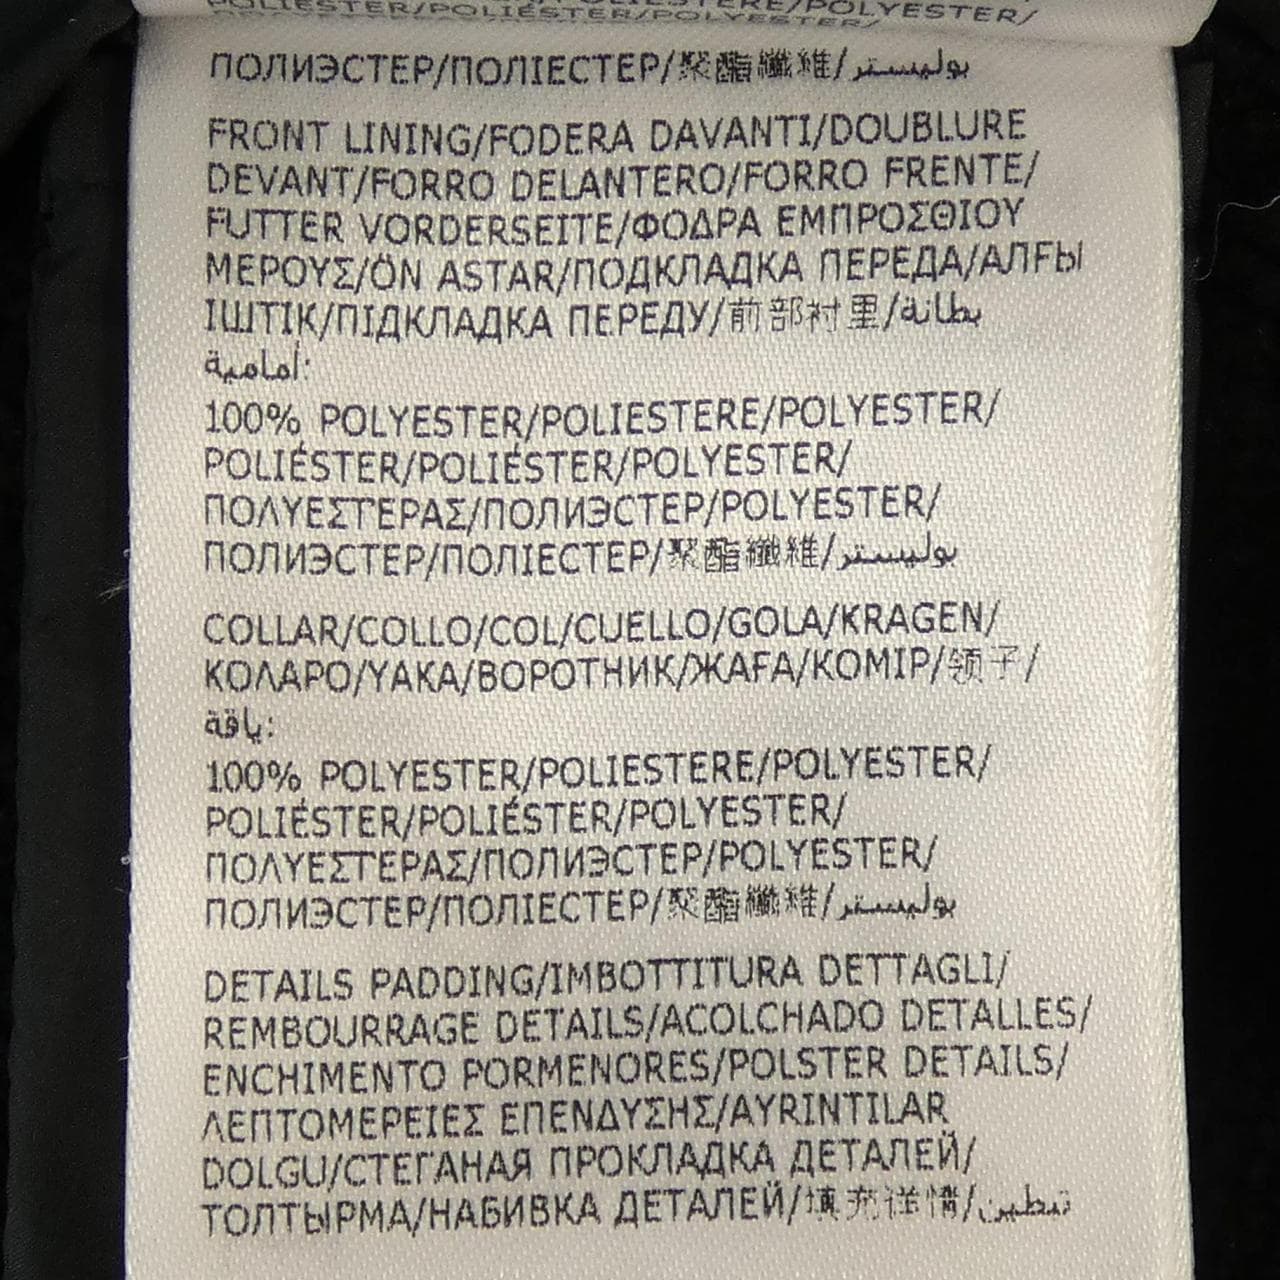 POLIÉSTER/POLIÉSTER/POLYESTER/
ПОЛИЭСТЕР/ПОЛІЕСТЕР/聚酯纖維/بوليستر
FRONT LINING/FODERA DAVANTI/DOUBLURE
DEVANT/FORRO DELANTERO/FORRO FRENTE/
FUTTER VORDERSEITE/ΦΟΔΡΑ ΕΜΠΡΟΣΘΙΟΥ
ΜΕΡΟΥΣ/ÖN ASTAR/ПОДКЛАДКА ПЕРЕДА/АЛҒЫ
ІШТІК/ПІДКЛАДКА ПЕРЕДУ/前部衬里/بطانة
أمامية:
100% POLYESTER/POLIESTERE/POLYESTER/
POLIÉSTER/POLIÉSTER/POLYESTER/
ΠΟΛΥΕΣΤΕΡΑΣ/ПОЛИЭСТЕР/POLYESTER/
ПОЛИЭСТЕР/ПОЛІЕСТЕР/聚酯纖維/بوليستر
COLLAR/COLLO/COL/CUELLO/GOLA/KRAGEN/
ΚΟΛΑΡΟ/YAKA/ВОРОТНИК/ЖАҒА/КОМІР/领子/
ياقة:
100% POLYESTER/POLIESTERE/POLYESTER/
POLIÉSTER/POLIÉSTER/POLYESTER/
ΠΟΛΥΕΣΤΕΡΑΣ/ПОЛИЭСТЕР/POLYESTER/
ПОЛИЭСТЕР/ПОЛІЕСТЕР/聚酯纖維/بوليستر
DETAILS PADDING/IMBOTTITURA DETTAGLI/
REMBOURRAGE DETAILS/ACOLCHADO DETALLES/
ENCHIMENTO PORMENORES/POLSTER DETAILS/
ΛΕΠΤΟΜΕΡΕΙΕΣ ΕΠΕΝΔΥΣΗΣ/AYRINTILAR
DOLGU/СТЕГАНАЯ ПРОКЛАДКА ДЕТАЛЕЙ/
ТОЛТЫРМА/НАБИВКА ДЕТАЛЕЙ/填充详情/تبطين